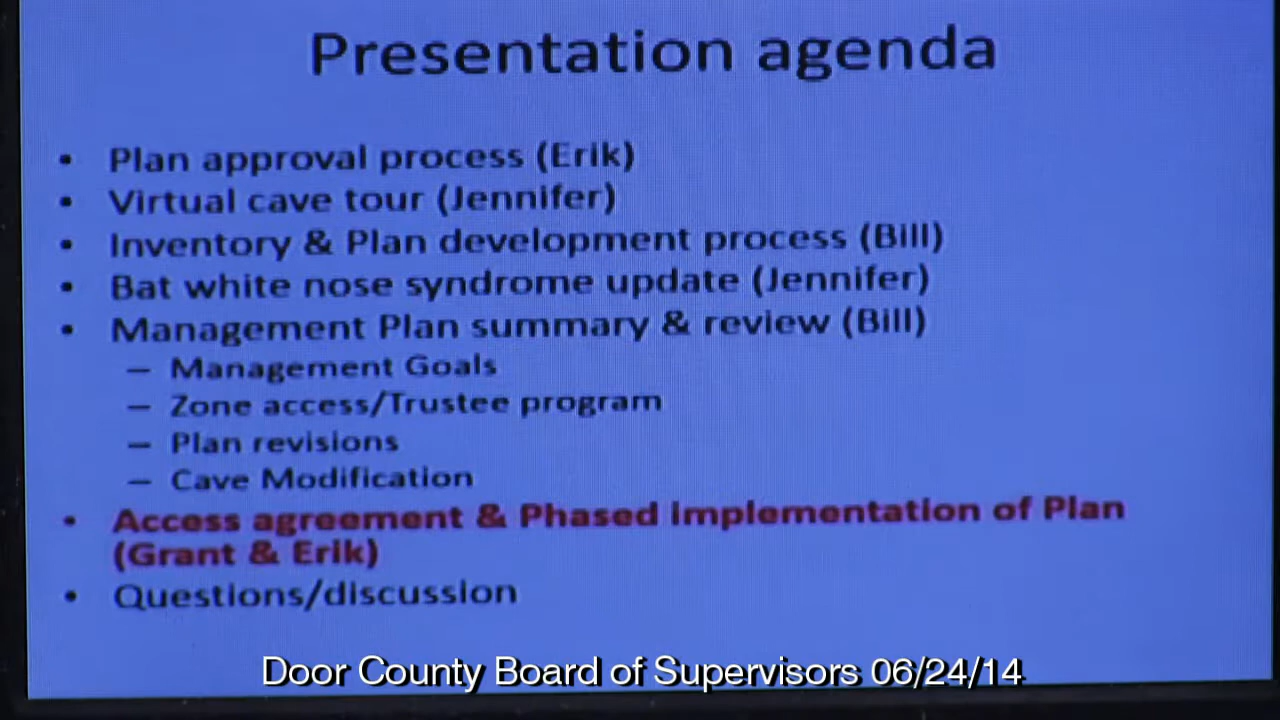 Presentation agenda
• Plan approval process (Erik)
• Virtual cave tour (Jennifer)
• Inventory & Plan development process (Bill)
• Bat white nose syndrome update (Jennifer)
• Management Plan summary & review (Bill)
– Management Goals
– Zone access/Trustee program
– Plan revisions
– Cave Modification
• Access agreement & Phased implementation of Plan
(Grant & Erik)
• Questions/discussion
Door County Board of Supervisors 06/24/14